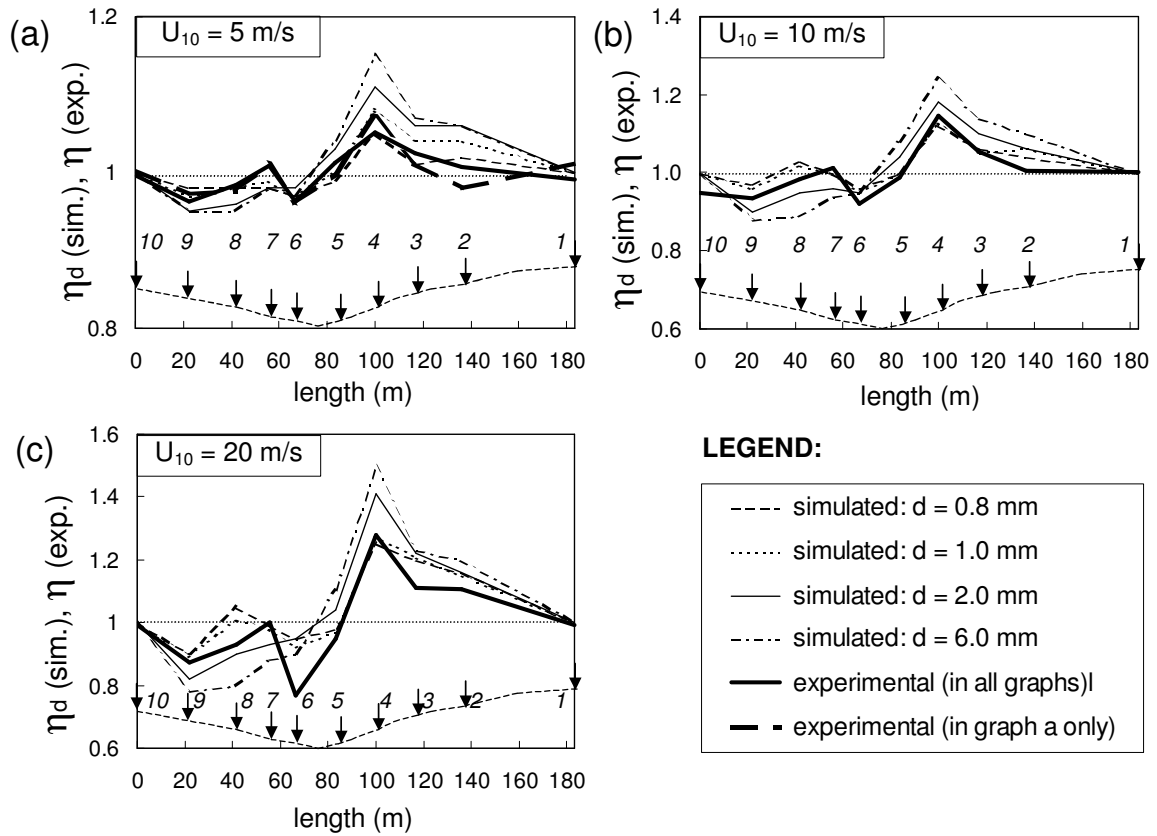 (a)
U10 = 5 m/s
ηd (sim.), η (exp.)
1.2
1
0.8
10 9 8 7 6 5 4 3 2 1
0 20 40 60 80 100 120 140 160 180
length (m)
(b)
U10 = 10 m/s
ηd (sim.), η (exp.)
1.4
1.2
1.0
0.8
0.6
10 9 8 7 6 5 4 3 2 1
0 20 40 60 80 100 120 140 160 180
length (m)
(c)
U10 = 20 m/s
ηd (sim.), η (exp.)
1.6
1.4
1.2
1
0.8
0.6
10 9 8 7 6 5 4 3 2 1
0 20 40 60 80 100 120 140 160 180
length (m)
LEGEND:
simulated: d = 0.8 mm
simulated: d = 1.0 mm
simulated: d = 2.0 mm
simulated: d = 6.0 mm
experimental (in all graphs)l
experimental (in graph a only)